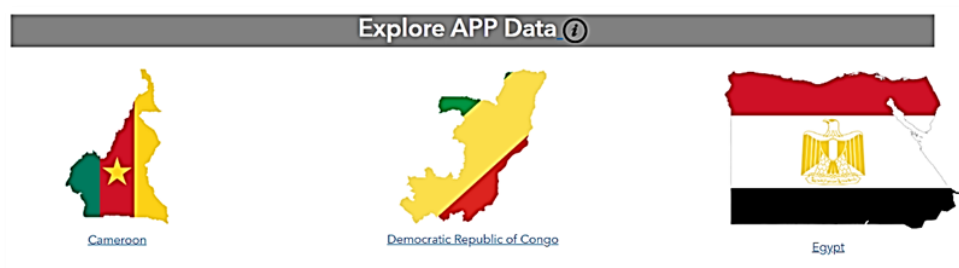 Explore APP Data i
Cameroon
Democratic Republic of Congo
Egypt